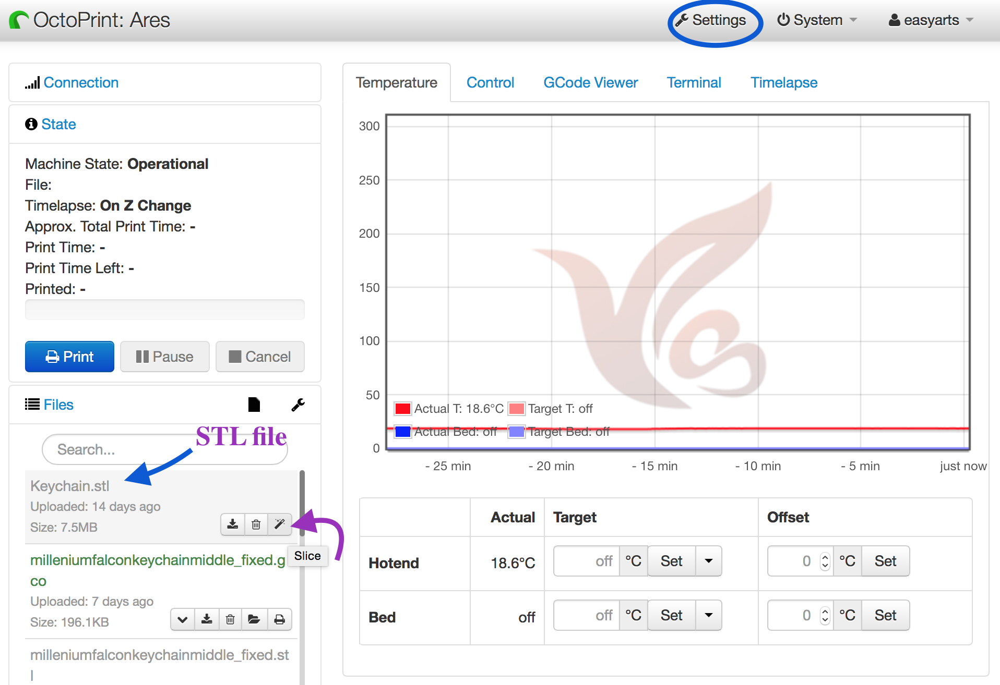 OctoPrint: Ares
Settings
System
easyarts
Connection
State
Machine State: Operational
File:
Timelapse: On Z Change
Approx. Total Print Time: -
Print Time: -
Print Time Left: -
Printed: -
Print
Pause
Cancel
Files
STL file
Search...
Keychain.stl
Uploaded: 14 days ago
Size: 7.5MB
Slice
milleniumfalconkeychainmiddle_fixed.g
co
Uploaded: 7 days ago
Size: 196.1KB
milleniumfalconkeychainmiddle_fixed.st
l
Temperature
Control
GCode Viewer
Terminal
Timelapse
300
250
200
150
100
50
0
Actual T: 18.6°C
Target T: off
Actual Bed: off
Target Bed: off
- 25 min
- 20 min
- 15 min
- 10 min
- 5 min
just now
Actual
Target
Offset
Hotend
18.6°C
off
°C
Set
0
°C
Set
Bed
off
off
°C
Set
0
°C
Set